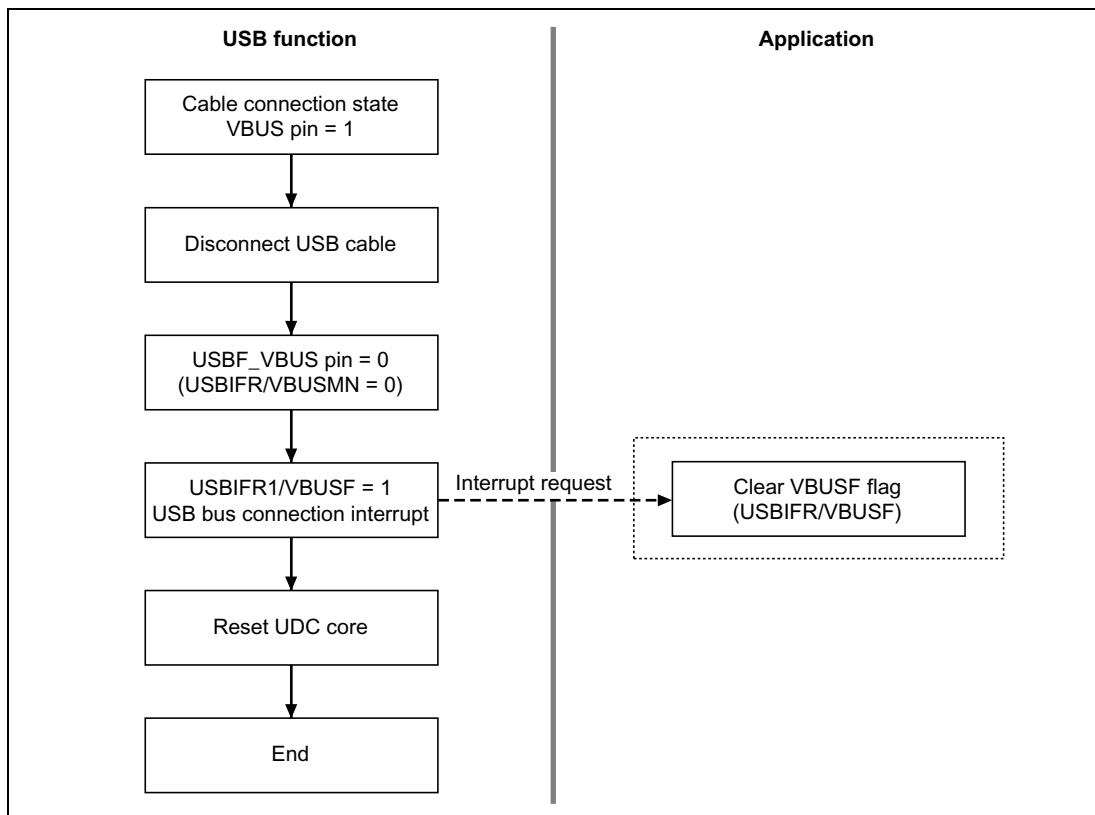 USB function
Application
Cable connection state
VBUS pin = 1
Disconnect USB cable
USBF_VBUS pin = 0
(USBIFR/VBUSMN = 0)
USBIFR1/VBUSF = 1
USB bus connection interrupt
Interrupt request
Clear VBUSF flag
(USBIFR/VBUSF)
Reset UDC core
End